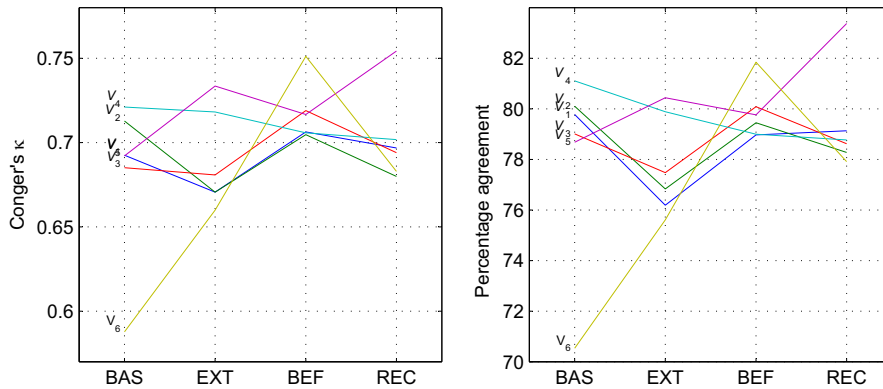 Conger's κ
0.75
0.7
0.65
0.6
V4
V2
V3
V6
BAS EXT BEF REC
Percentage agreement
82
80
78
76
74
72
70
V4
V2
V1
V3
V5
V6
BAS EXT BEF REC